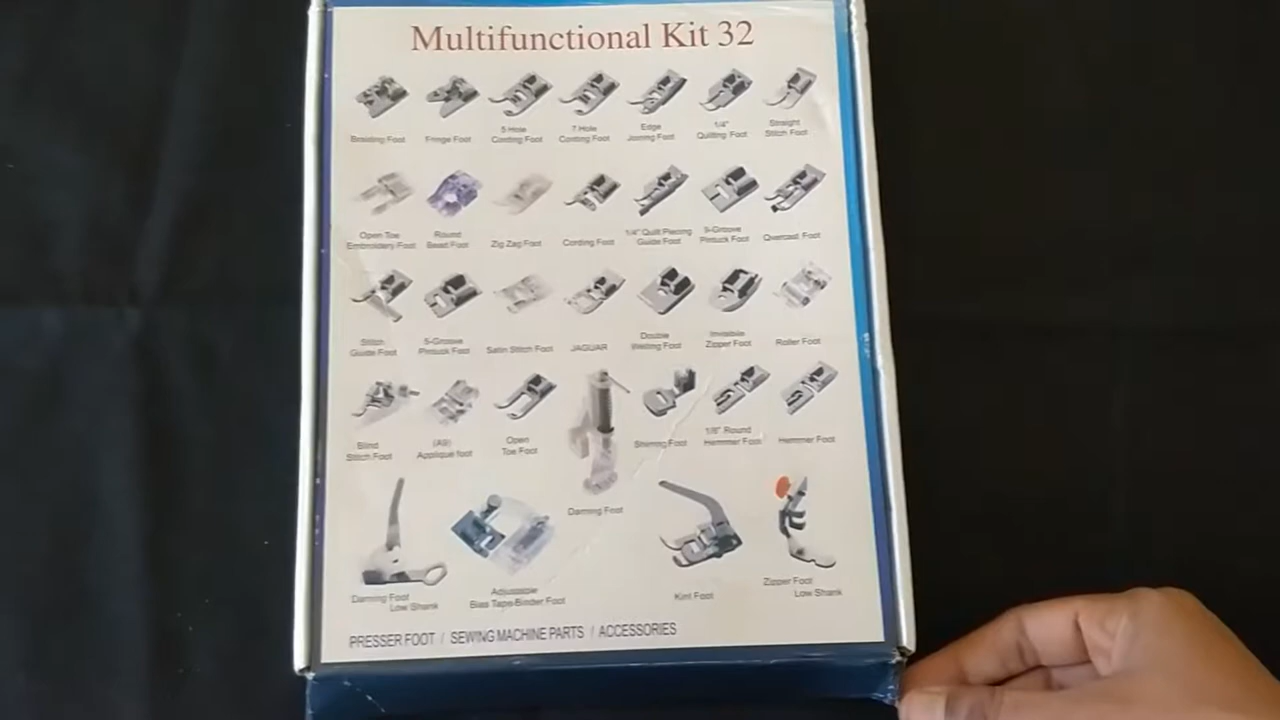 Multifunctional Kit 32
Braiding Foot
Fringe Foot
5 Hole
Cording Foot
7 Hole
Cording Foot
Edge
Joining Foot
1/4"
Quilting Foot
Straight
Stitch Foot
Open Toe
Embroidery Foot
Round
Bead Foot
Zig Zag Foot
Cording Foot
1/4" Quilt Piecing
Guide Foot
9-Groove
Pintuck Foot
Overcast Foot
Stitch
Guide Foot
5-Groove
Pintuck Foot
Satin Stitch Foot
JAGUAR
Double
Welting Foot
Invisible
Zipper Foot
Roller Foot
Blind
Stitch Foot
(A9)
Applique foot
Open
Toe Foot
Darning Foot
Shirring Foot
1/8" Round
Hemmer Foot
Hemmer Foot
Darning Foot
Low Shank
Adjustable
Bias Tape-Binder Foot
Kint Foot
Zipper Foot
Low Shank
PRESSER FOOT / SEWING MACHINE PARTS / ACCESSORIES